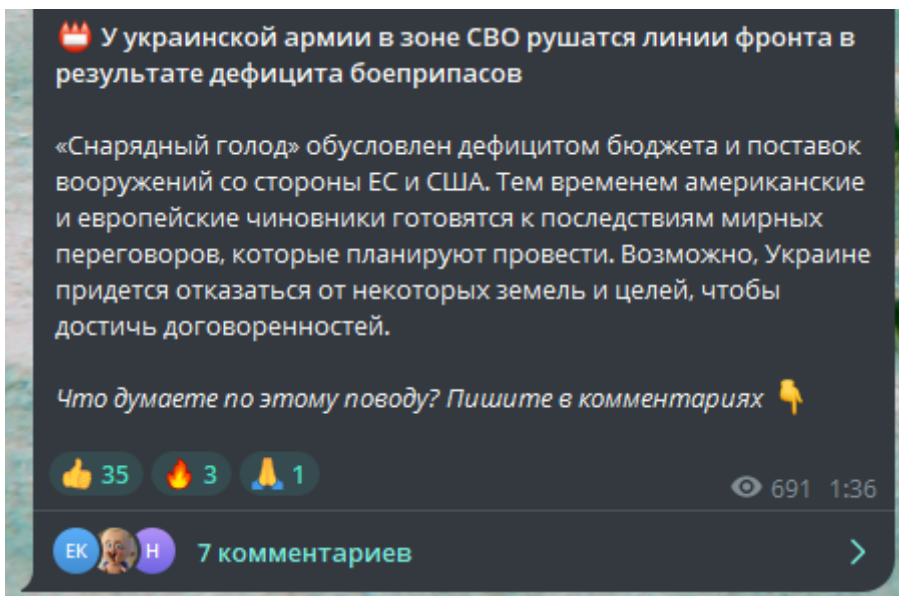 У украинской армии в зоне СВО рушатся линии фронта в
результате дефицита боеприпасов
«Снарядный голод» обусловлен дефицитом бюджета и поставок
вооружений со стороны ЕС и США. Тем временем американские
и европейские чиновники готовятся к последствиям мирных
переговоров, которые планируют провести. Возможно, Украине
придется отказаться от некоторых земель и целей, чтобы
достичь договоренностей.
Что думаете по этому поводу? Пишите в комментариях 👇
👍 35 🔥 3 🙏 1
691 1:36
ЕК Н 7 комментариев